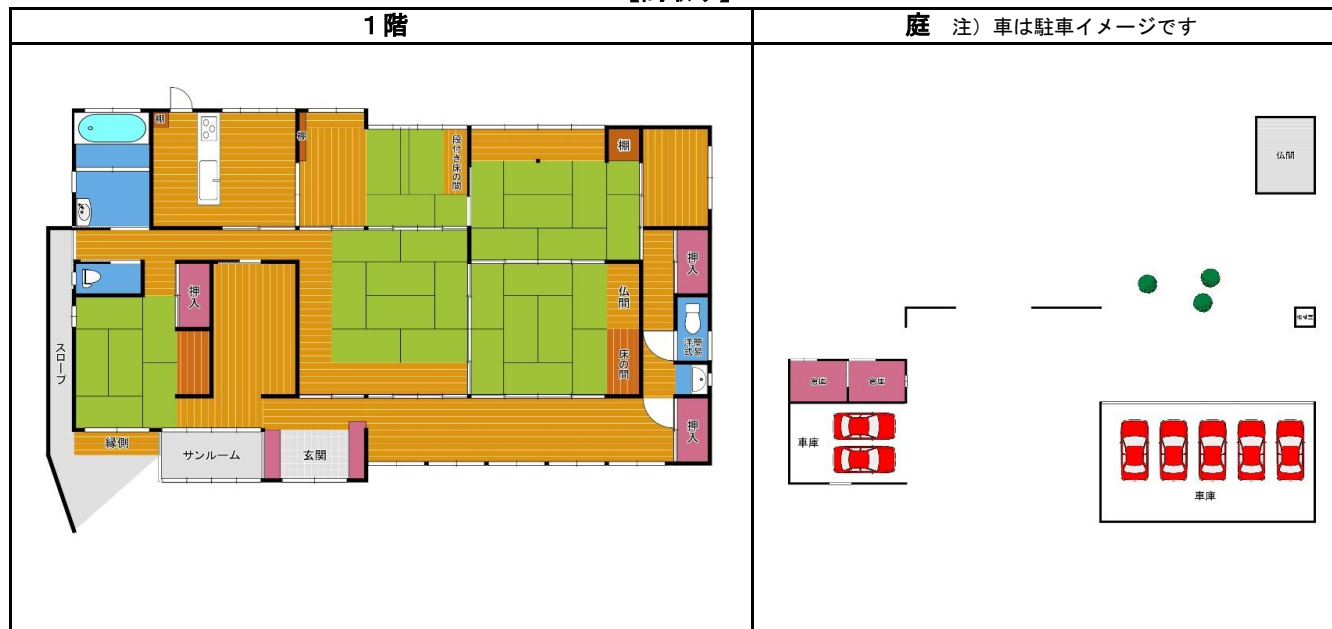 1階
庭 注）車は駐車イメージです
棚
棚
段付き床の間
棚
押入
押入
仏間
床の間
簡易
洋式
押入
スロープ
縁側
サンルーム
玄関
仏間
倉庫
倉庫
車庫
車庫